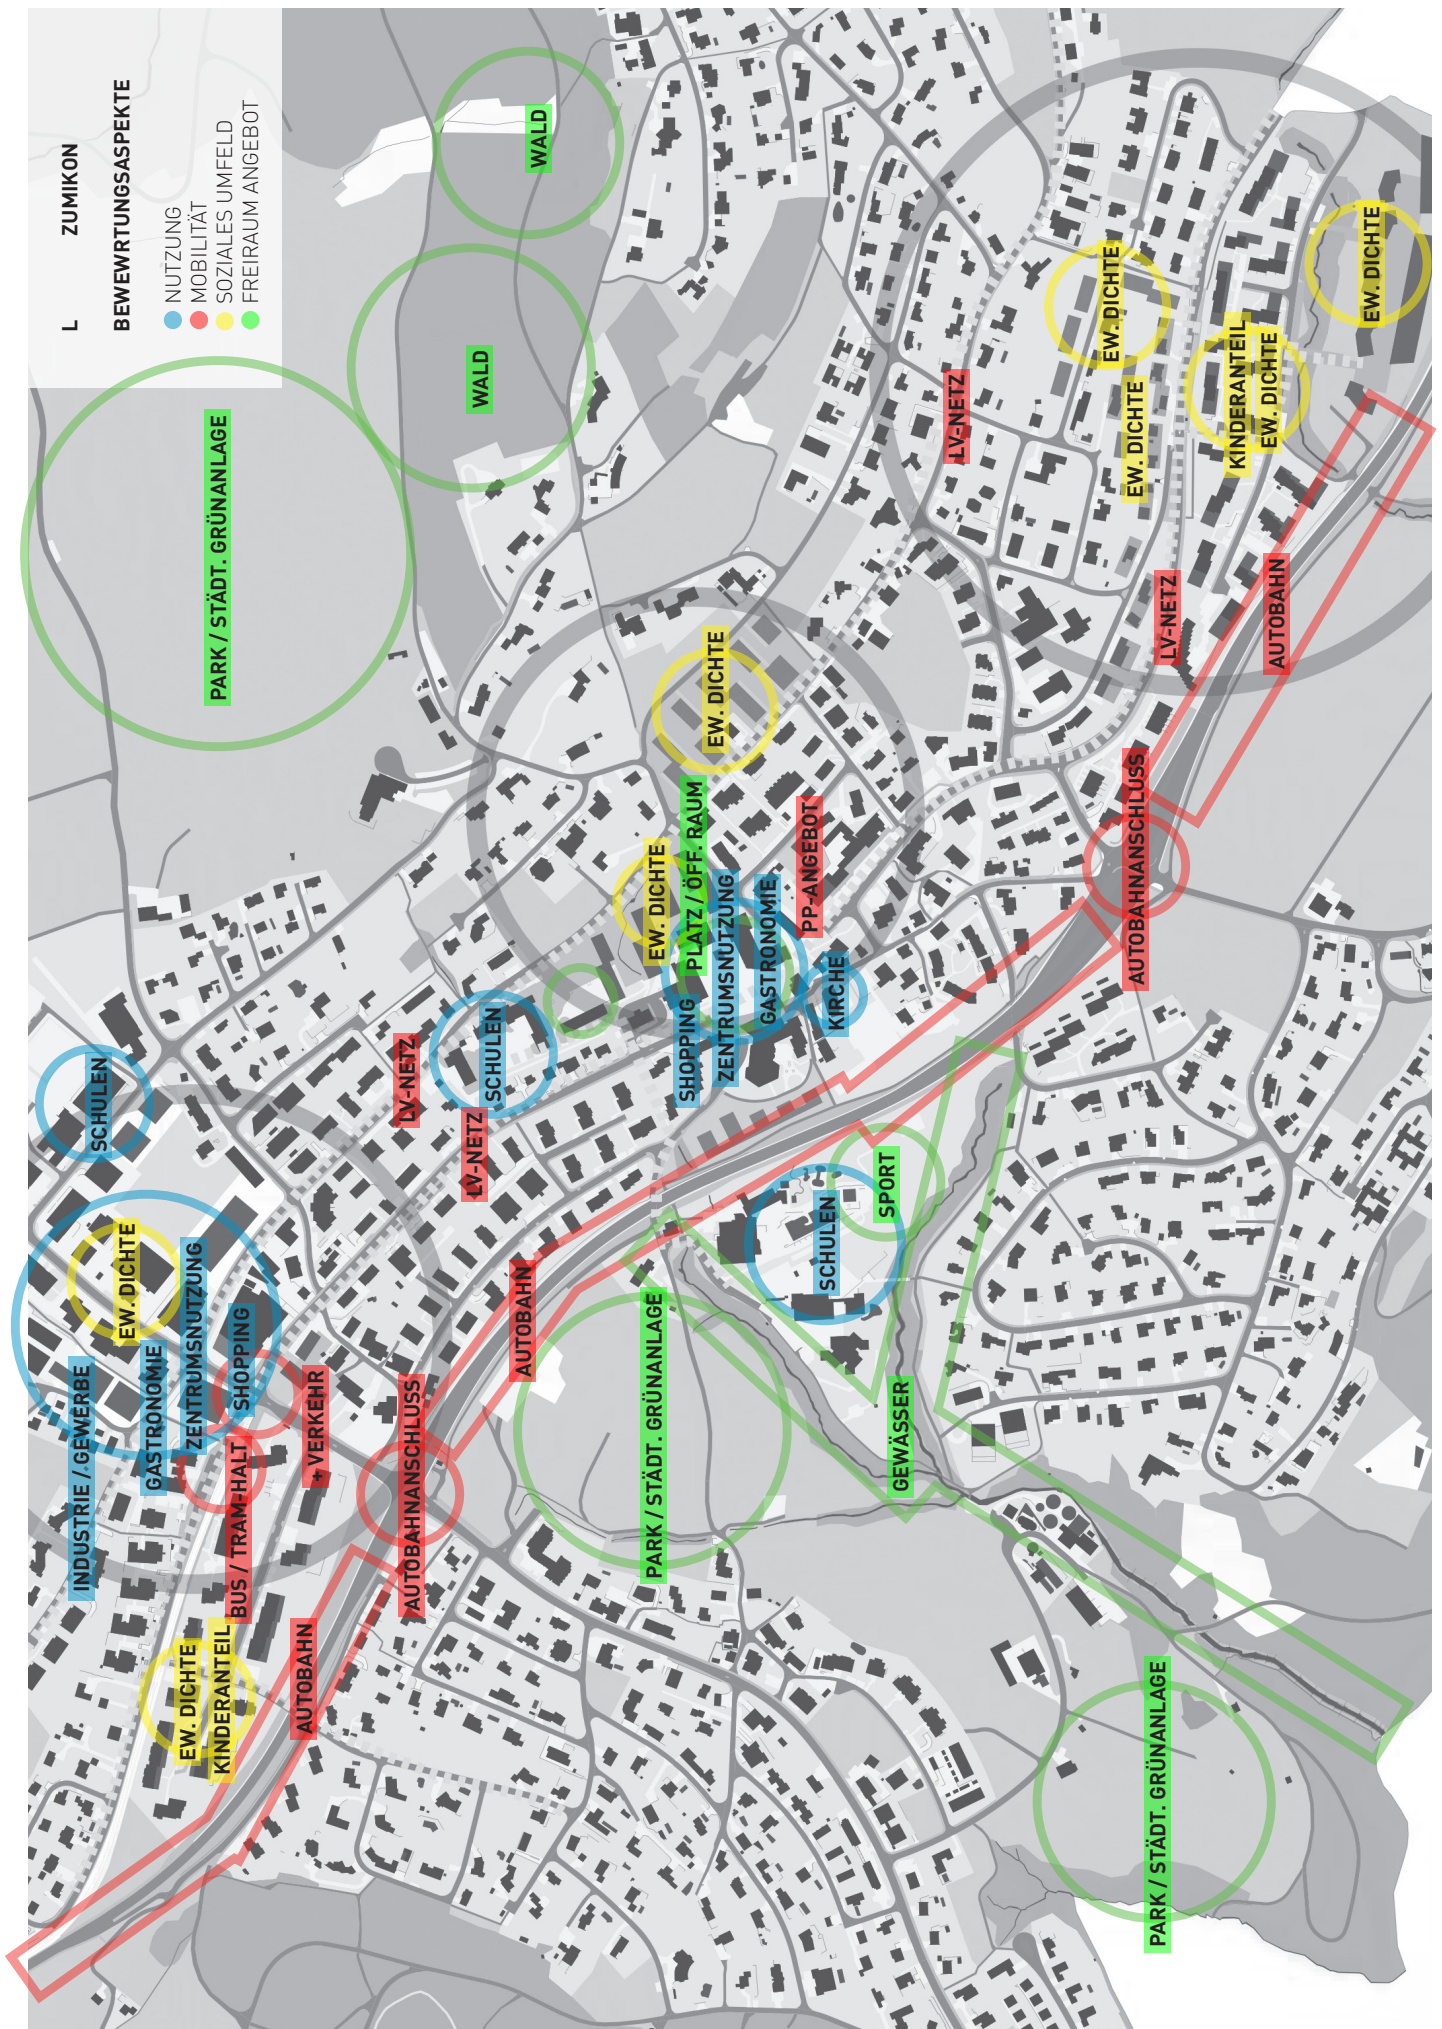 L ZUMIKON
BEWEWRTUNGSASPEKTE
NUTZUNG
MOBILITÄT
SOZIALES UMFELD
FREIRAUM ANGEBOT
INDUSTRIE / GEWERBE
SCHULEN
EW. DICHTE
GASTRONOMIE
EW. DICHTE
KINDERANTEIL
ZENTRUMSNUTZUNG
PARK / STÄDT. GRÜNANLAGE
BUS / TRAM-HALT
SHOPPING
AUTOBAHN
+ VERKEHR
LV-NETZ
AUTOBAHNANSCHLUSS
LV-NETZ
WALD
SCHULEN
AUTOBAHN
WALD
PARK / STÄDT. GRÜNANLAGE
EW. DICHTE
SHOPPING
PLATZ / ÖFF. RAUM
EW. DICHTE
ZENTRUMSNUTZUNG
GASTRONOMIE
PP-ANGEBOT
SCHULEN
KIRCHE
SPORT
GEWÄSSER
LV-NETZ
EW. DICHTE
EW. DICHTE
AUTOBAHNANSCHLUSS
PARK / STÄDT. GRÜNANLAGE
LV-NETZ
KINDERANTEIL
EW. DICHTE
AUTOBAHN
EW. DICHTE